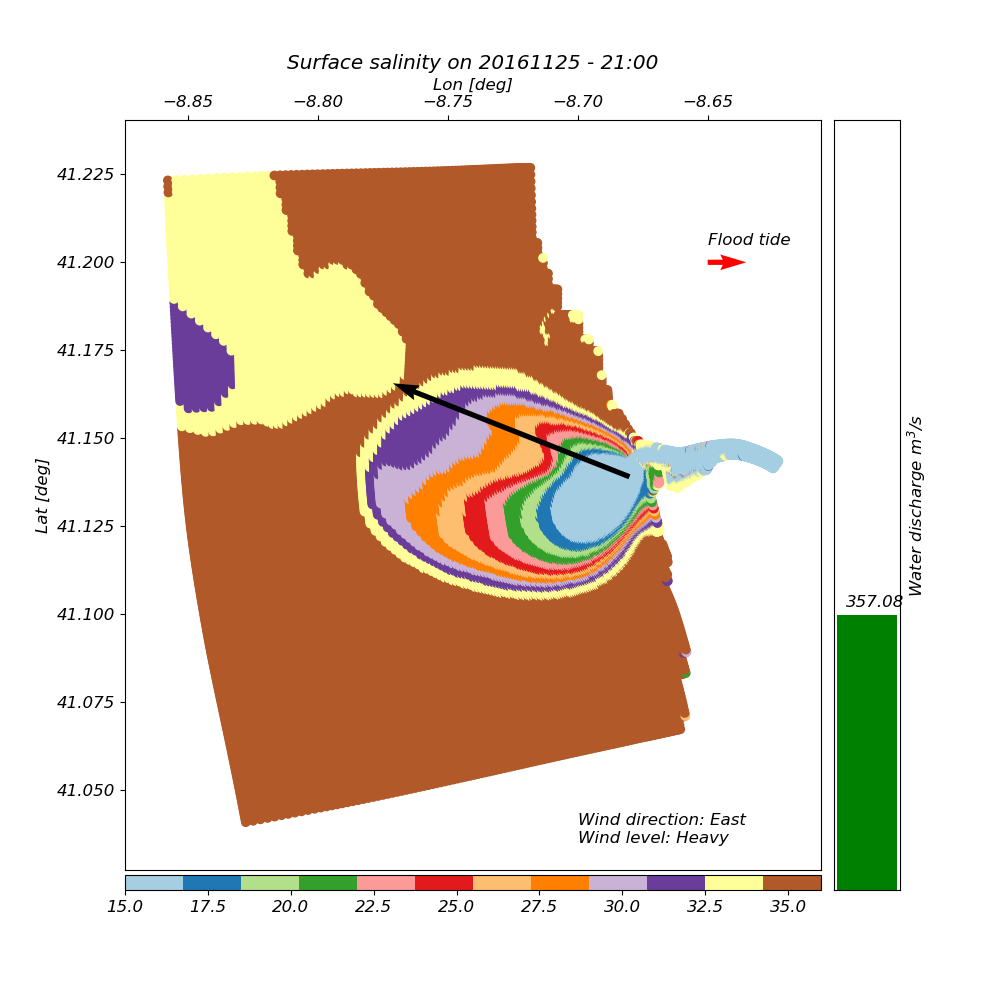 Surface salinity on 20161125 - 21:00
Lon [deg]
−8.85 −8.80 −8.75 −8.70 −8.65
41.225
41.200
41.175
41.150
41.125
41.100
41.075
41.050
Lat [deg]
Flood tide
Wind direction: East
Wind level: Heavy
357.08
Water discharge m³/s
15.0 17.5 20.0 22.5 25.0 27.5 30.0 32.5 35.0